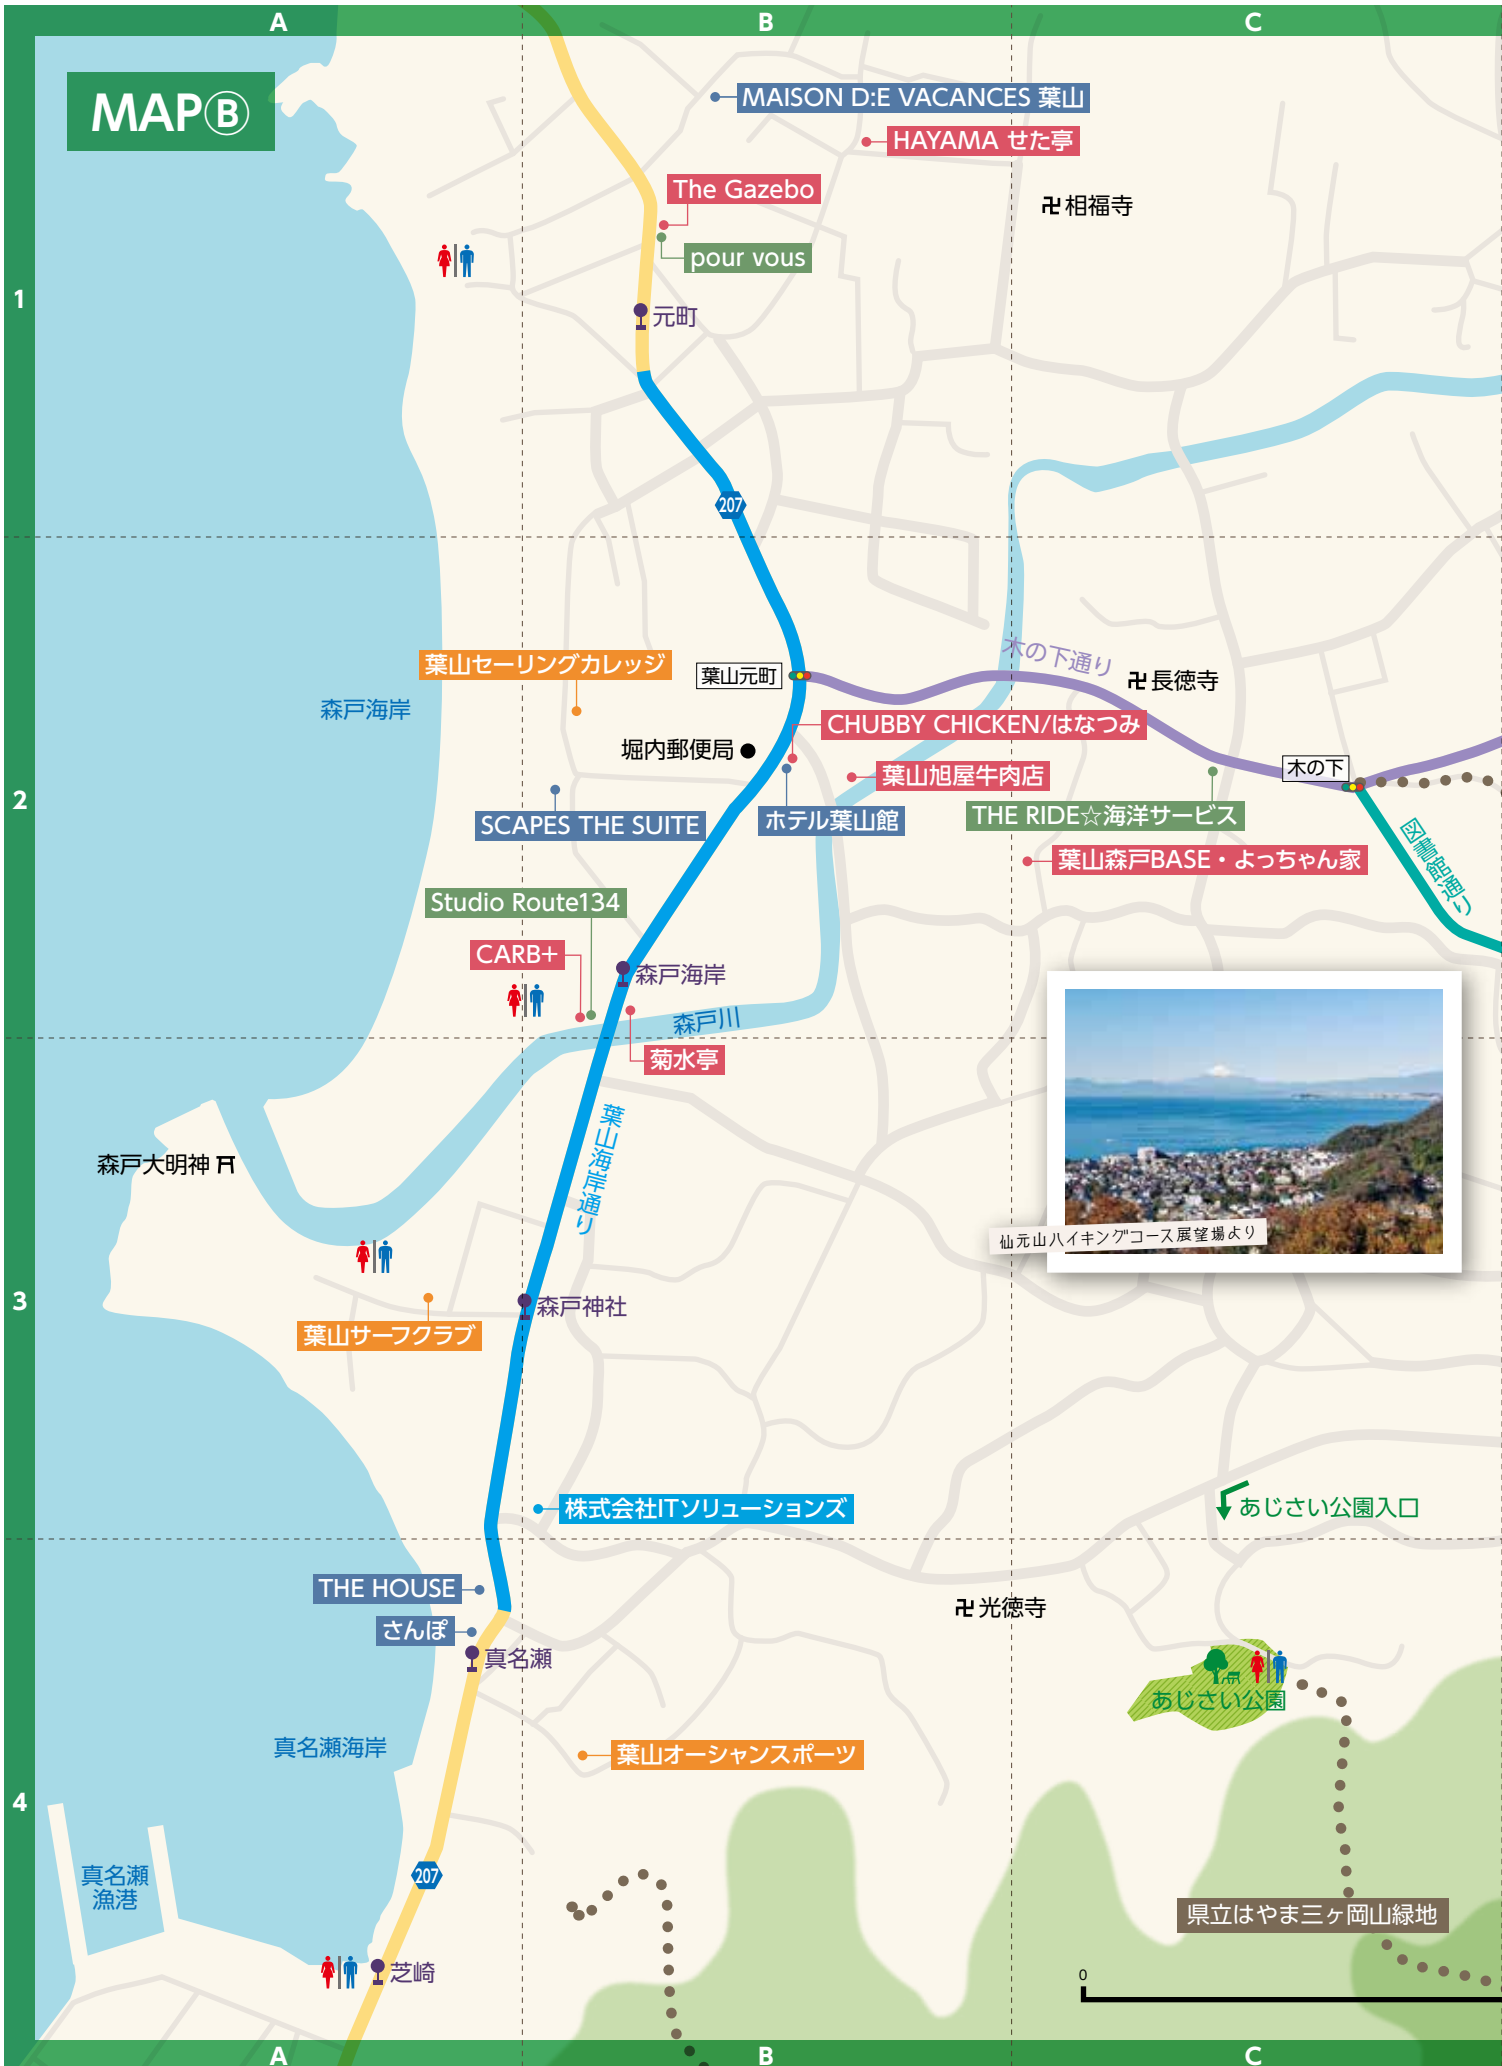 A
B
C
MAPⒷ
MAISON D:E VACANCES 葉山
HAYAMA せた亭
The Gazebo
卍相福寺
pour vous
1
元町
207
葉山セーリングカレッジ
葉山元町
木の下通り
卍長徳寺
森戸海岸
CHUBBY CHICKEN/はなつみ
堀内郵便局
葉山旭屋牛肉店
木の下
2
SCAPES THE SUITE
ホテル葉山館
THE RIDE☆海洋サービス
図書館通り
葉山森戸BASE・よっちゃん家
Studio Route134
CARB+
森戸海岸
森戸川
菊水亭
葉山海岸通り
森戸大明神
仙元山ハイキングコース展望場より
3
森戸神社
葉山サーフクラブ
株式会社ITソリューションズ
あじさい公園入口
THE HOUSE
卍光徳寺
さんぽ
真名瀬
あじさい公園
真名瀬海岸
葉山オーシャンスポーツ
4
207
真名瀬
漁港
県立はやま三ヶ岡山緑地
芝崎
0
A
B
C